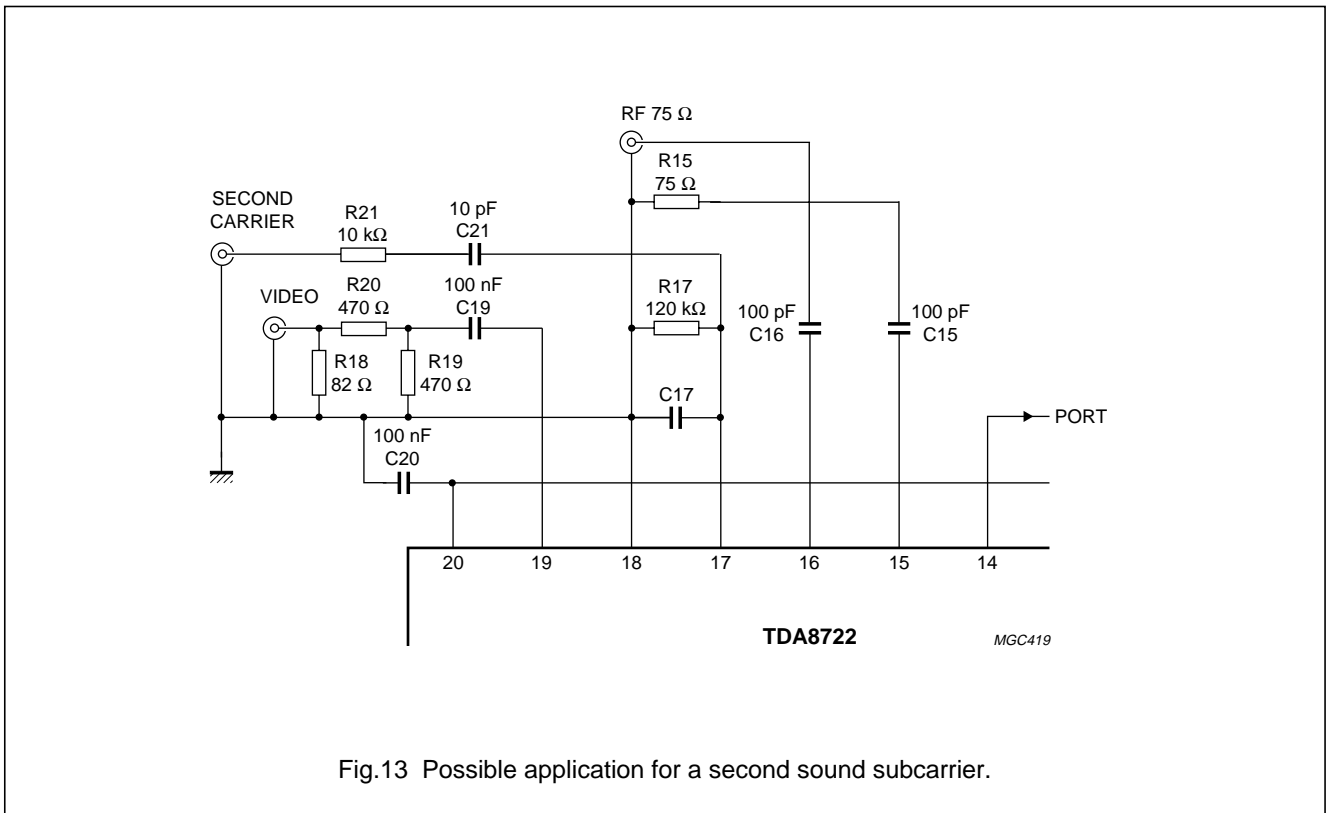 RF 75 Ω
R15
75 Ω
SECOND
CARRIER
R21
10 kΩ
10 pF
C21
VIDEO
R20
470 Ω
100 nF
C19
R17
120 kΩ
100 pF
C16
100 pF
C15
R18
82 Ω
R19
470 Ω
C17
PORT
100 nF
C20
20 19 18 17 16 15 14
TDA8722
MGC419
Fig.13 Possible application for a second sound subcarrier.